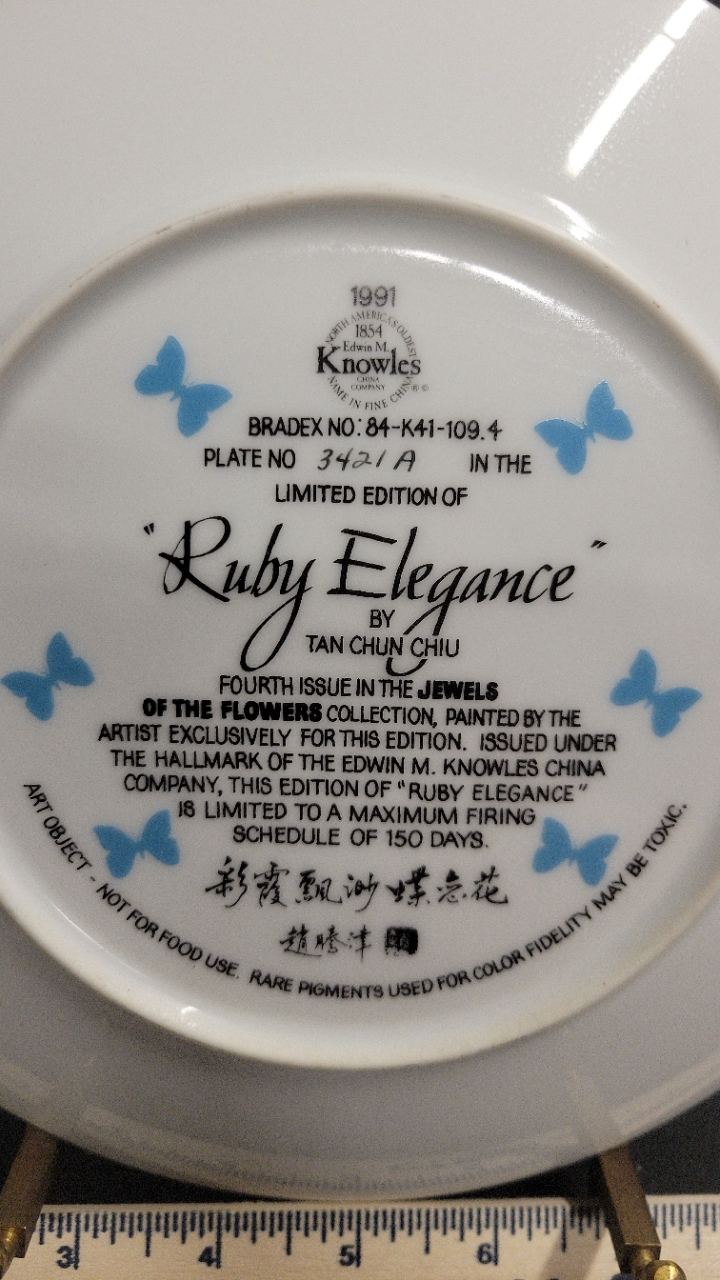 1991
NORTH AMERICA'S OLDEST
1854
Edwin M.
Knowles
CHINA
COMPANY
® ©
NAME IN FINE CHINA
BRADEX NO: 84-K41-109.4
PLATE NO 3421 A IN THE
LIMITED EDITION OF
"Ruby Elegance"
BY
TAN CHUN CHIU
FOURTH ISSUE IN THE JEWELS
OF THE FLOWERS COLLECTION, PAINTED BY THE
ARTIST EXCLUSIVELY FOR THIS EDITION. ISSUED UNDER
THE HALLMARK OF THE EDWIN M. KNOWLES CHINA
COMPANY, THIS EDITION OF "RUBY ELEGANCE"
IS LIMITED TO A MAXIMUM FIRING
SCHEDULE OF 150 DAYS.
彩霞飄渺蝶恋花
ART OBJECT - NOT FOR FOOD USE. RARE PIGMENTS USED FOR COLOR FIDELITY MAY BE TOXIC.
3 4 5 6